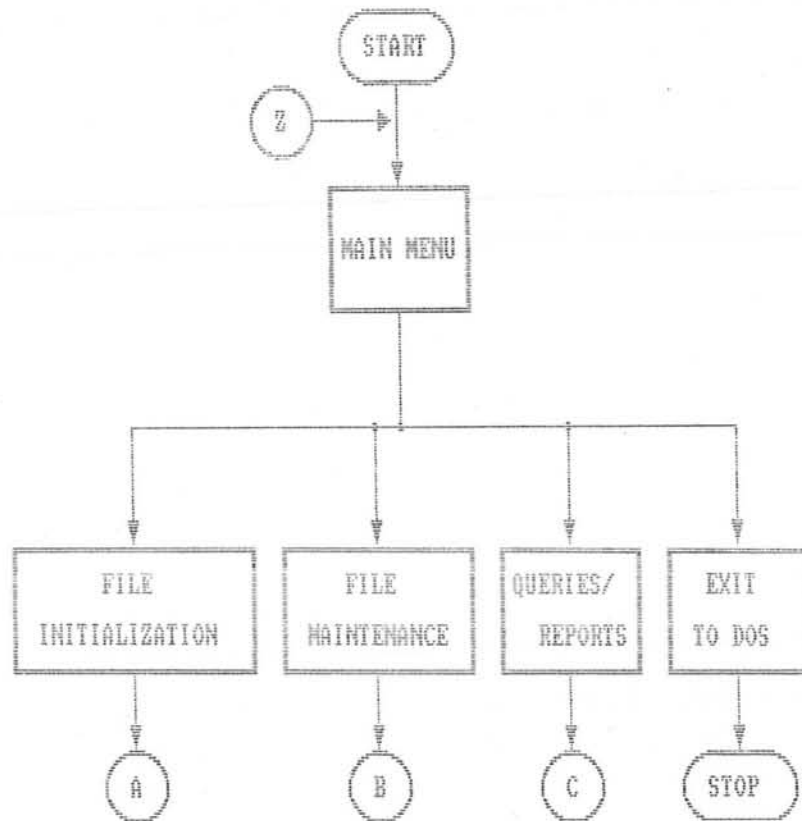 START
Z
MAIN MENU
FILE
INITIALIZATION
FILE
MAINTENANCE
QUERIES/
REPORTS
EXIT
TO DOS
A
B
C
STOP